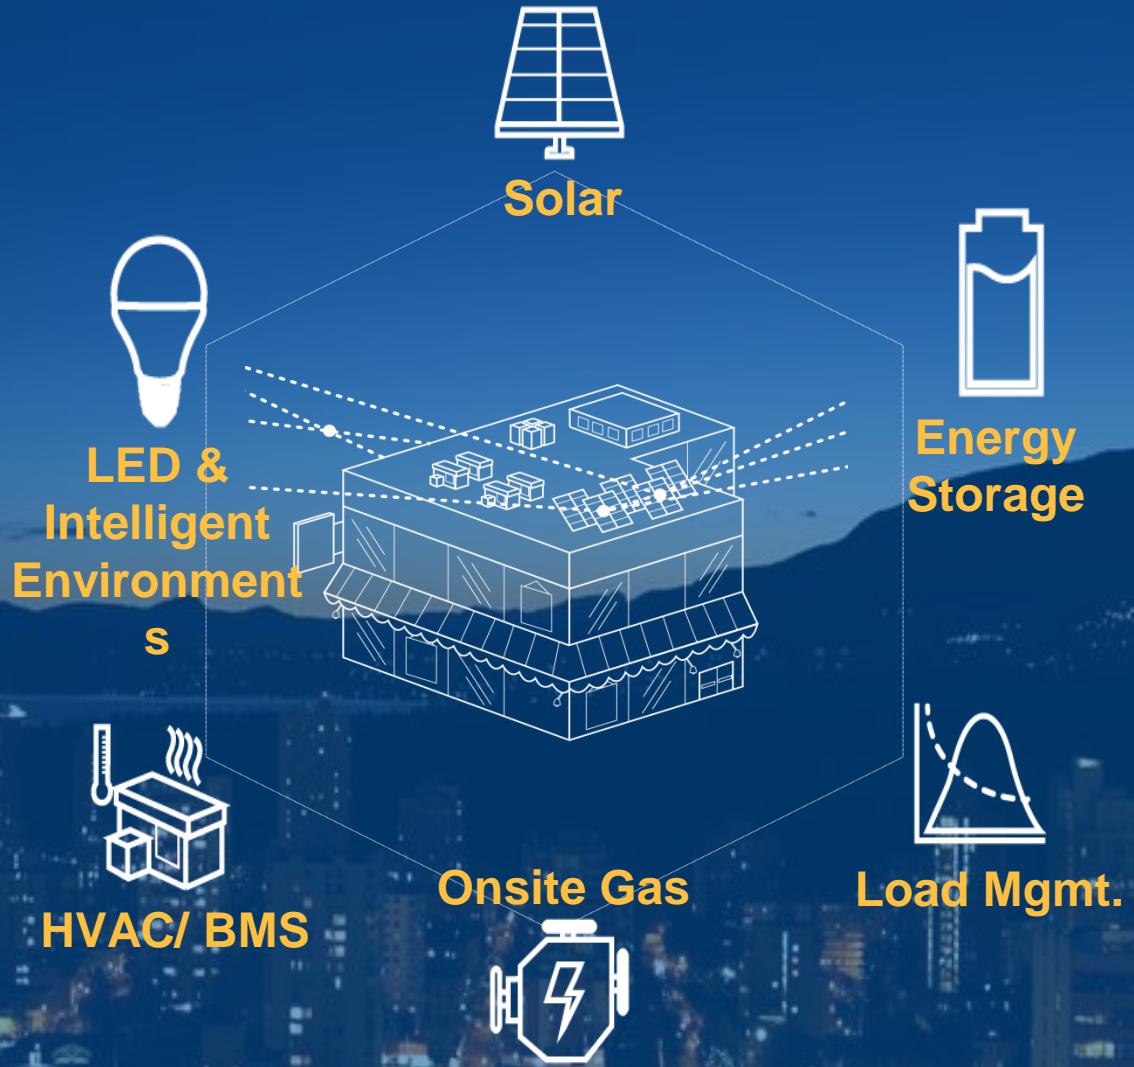 Solar
Energy
Storage
LED &
Intelligent
Environment
s
Load Mgmt.
Onsite Gas
HVAC/ BMS